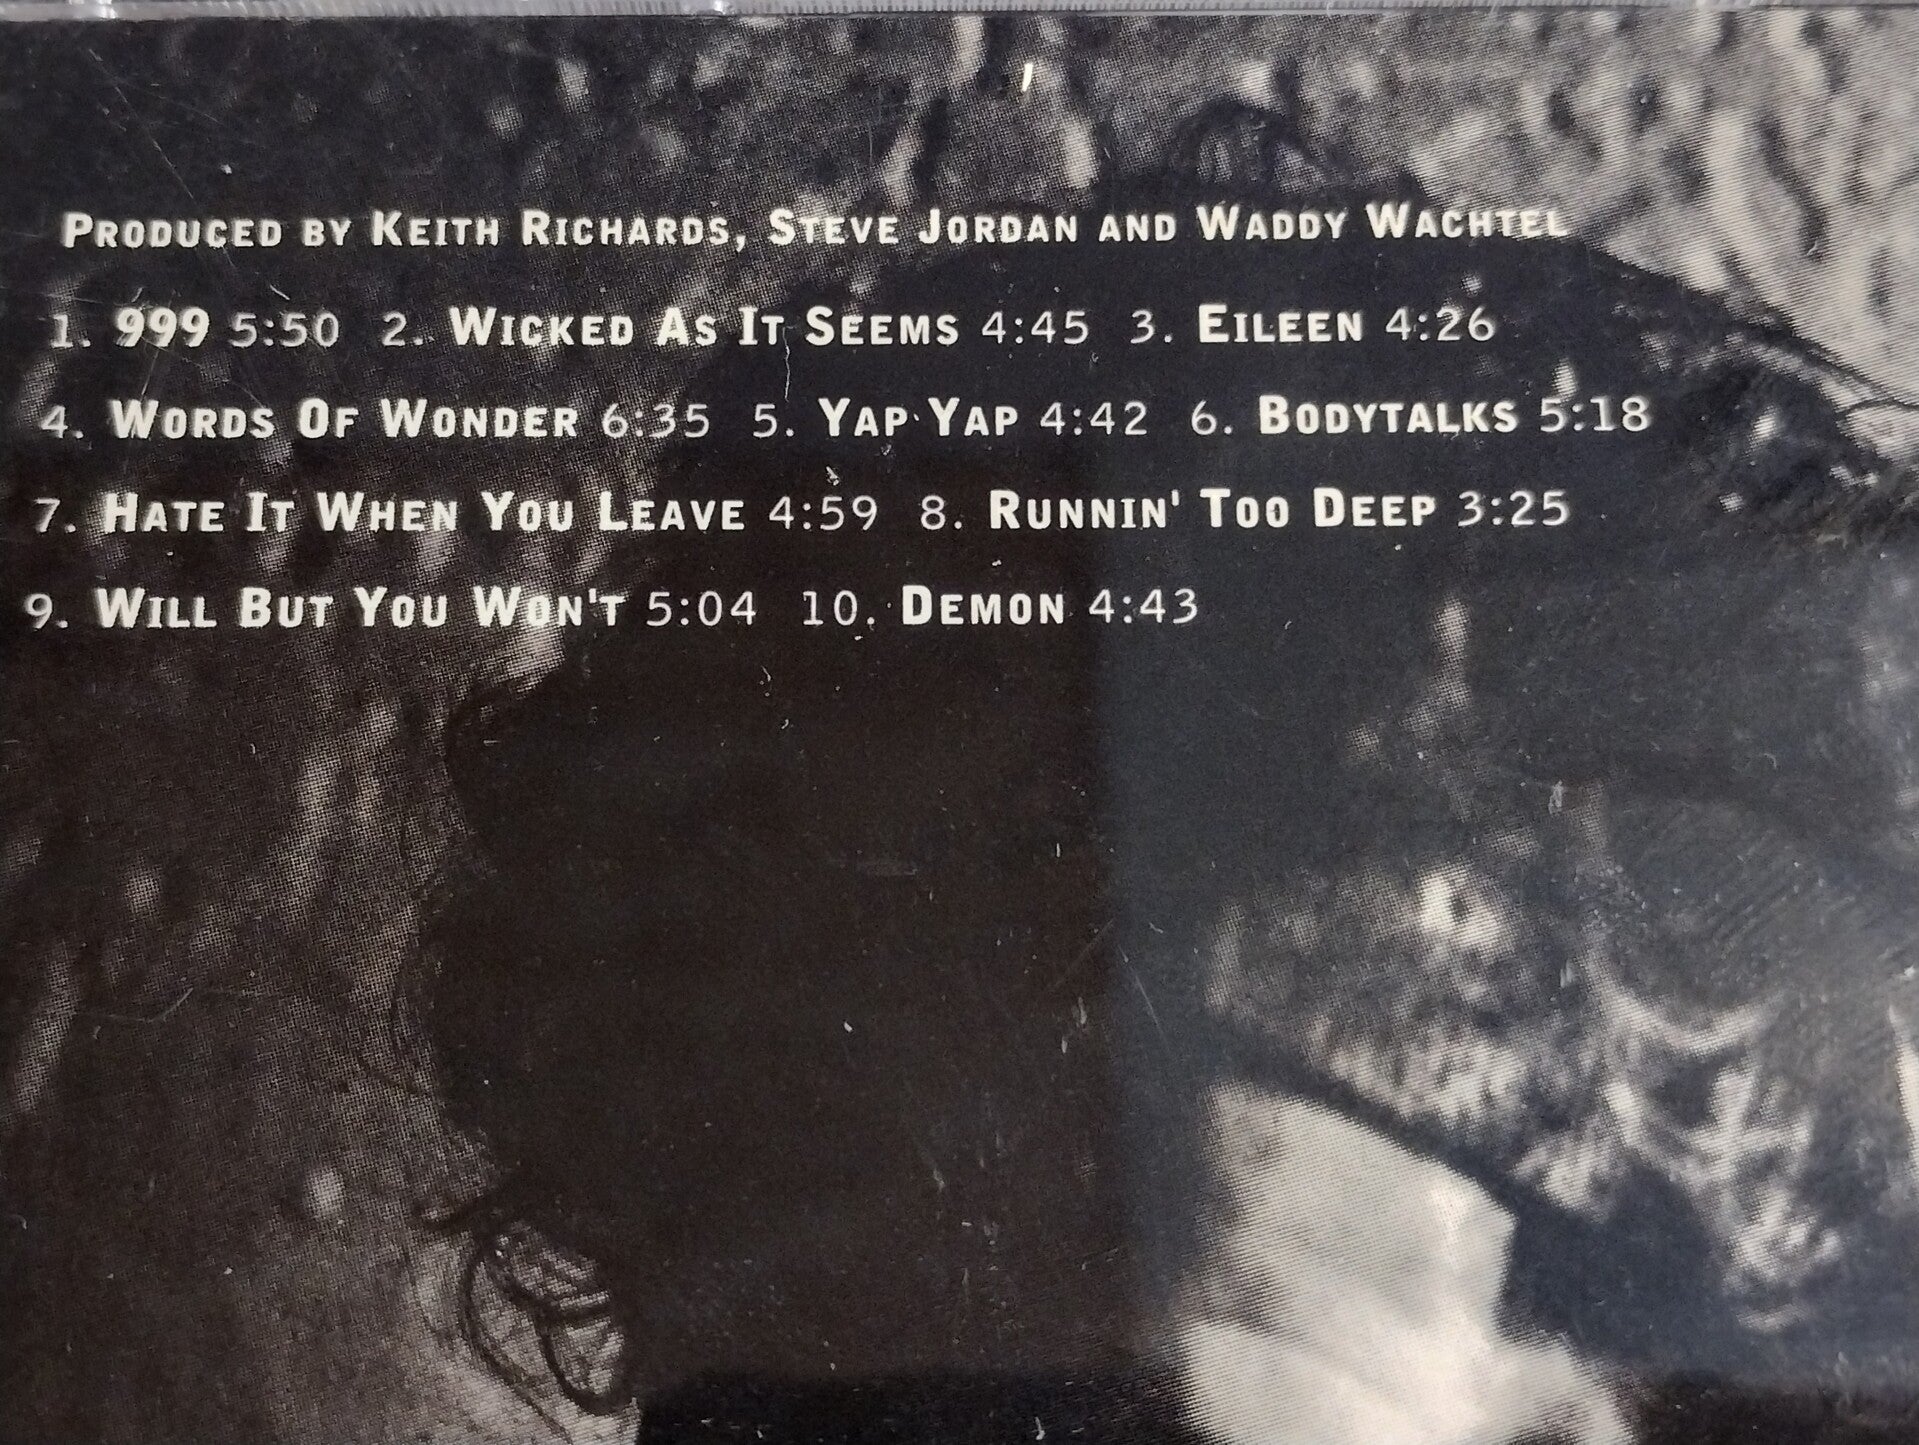 PRODUCED BY KEITH RICHARDS, STEVE JORDAN AND WADDY WACHTEL
1. 999 5:50 2. WICKED AS IT SEEMS 4:45 3. EILEEN 4:26
4. WORDS OF WONDER 6:35 5. YAP YAP 4:42 6. BODYTALKS 5:18
7. HATE IT WHEN YOU LEAVE 4:59 8. RUNNIN' TOO DEEP 3:25
9. WILL BUT YOU WON'T 5:04 10. DEMON 4:43